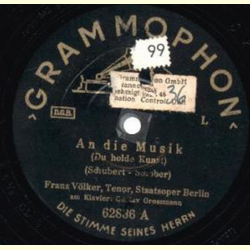 GRAMMOPHON
99
36
D.G.B.
L
An die Musik
(Du holde Kunst)
(Schubert - Schober)
Franz Völker, Tenor, Staatsoper Berlin
am Klavier: Grossmann
62836 A
DIE STIMME SEINES HERRN